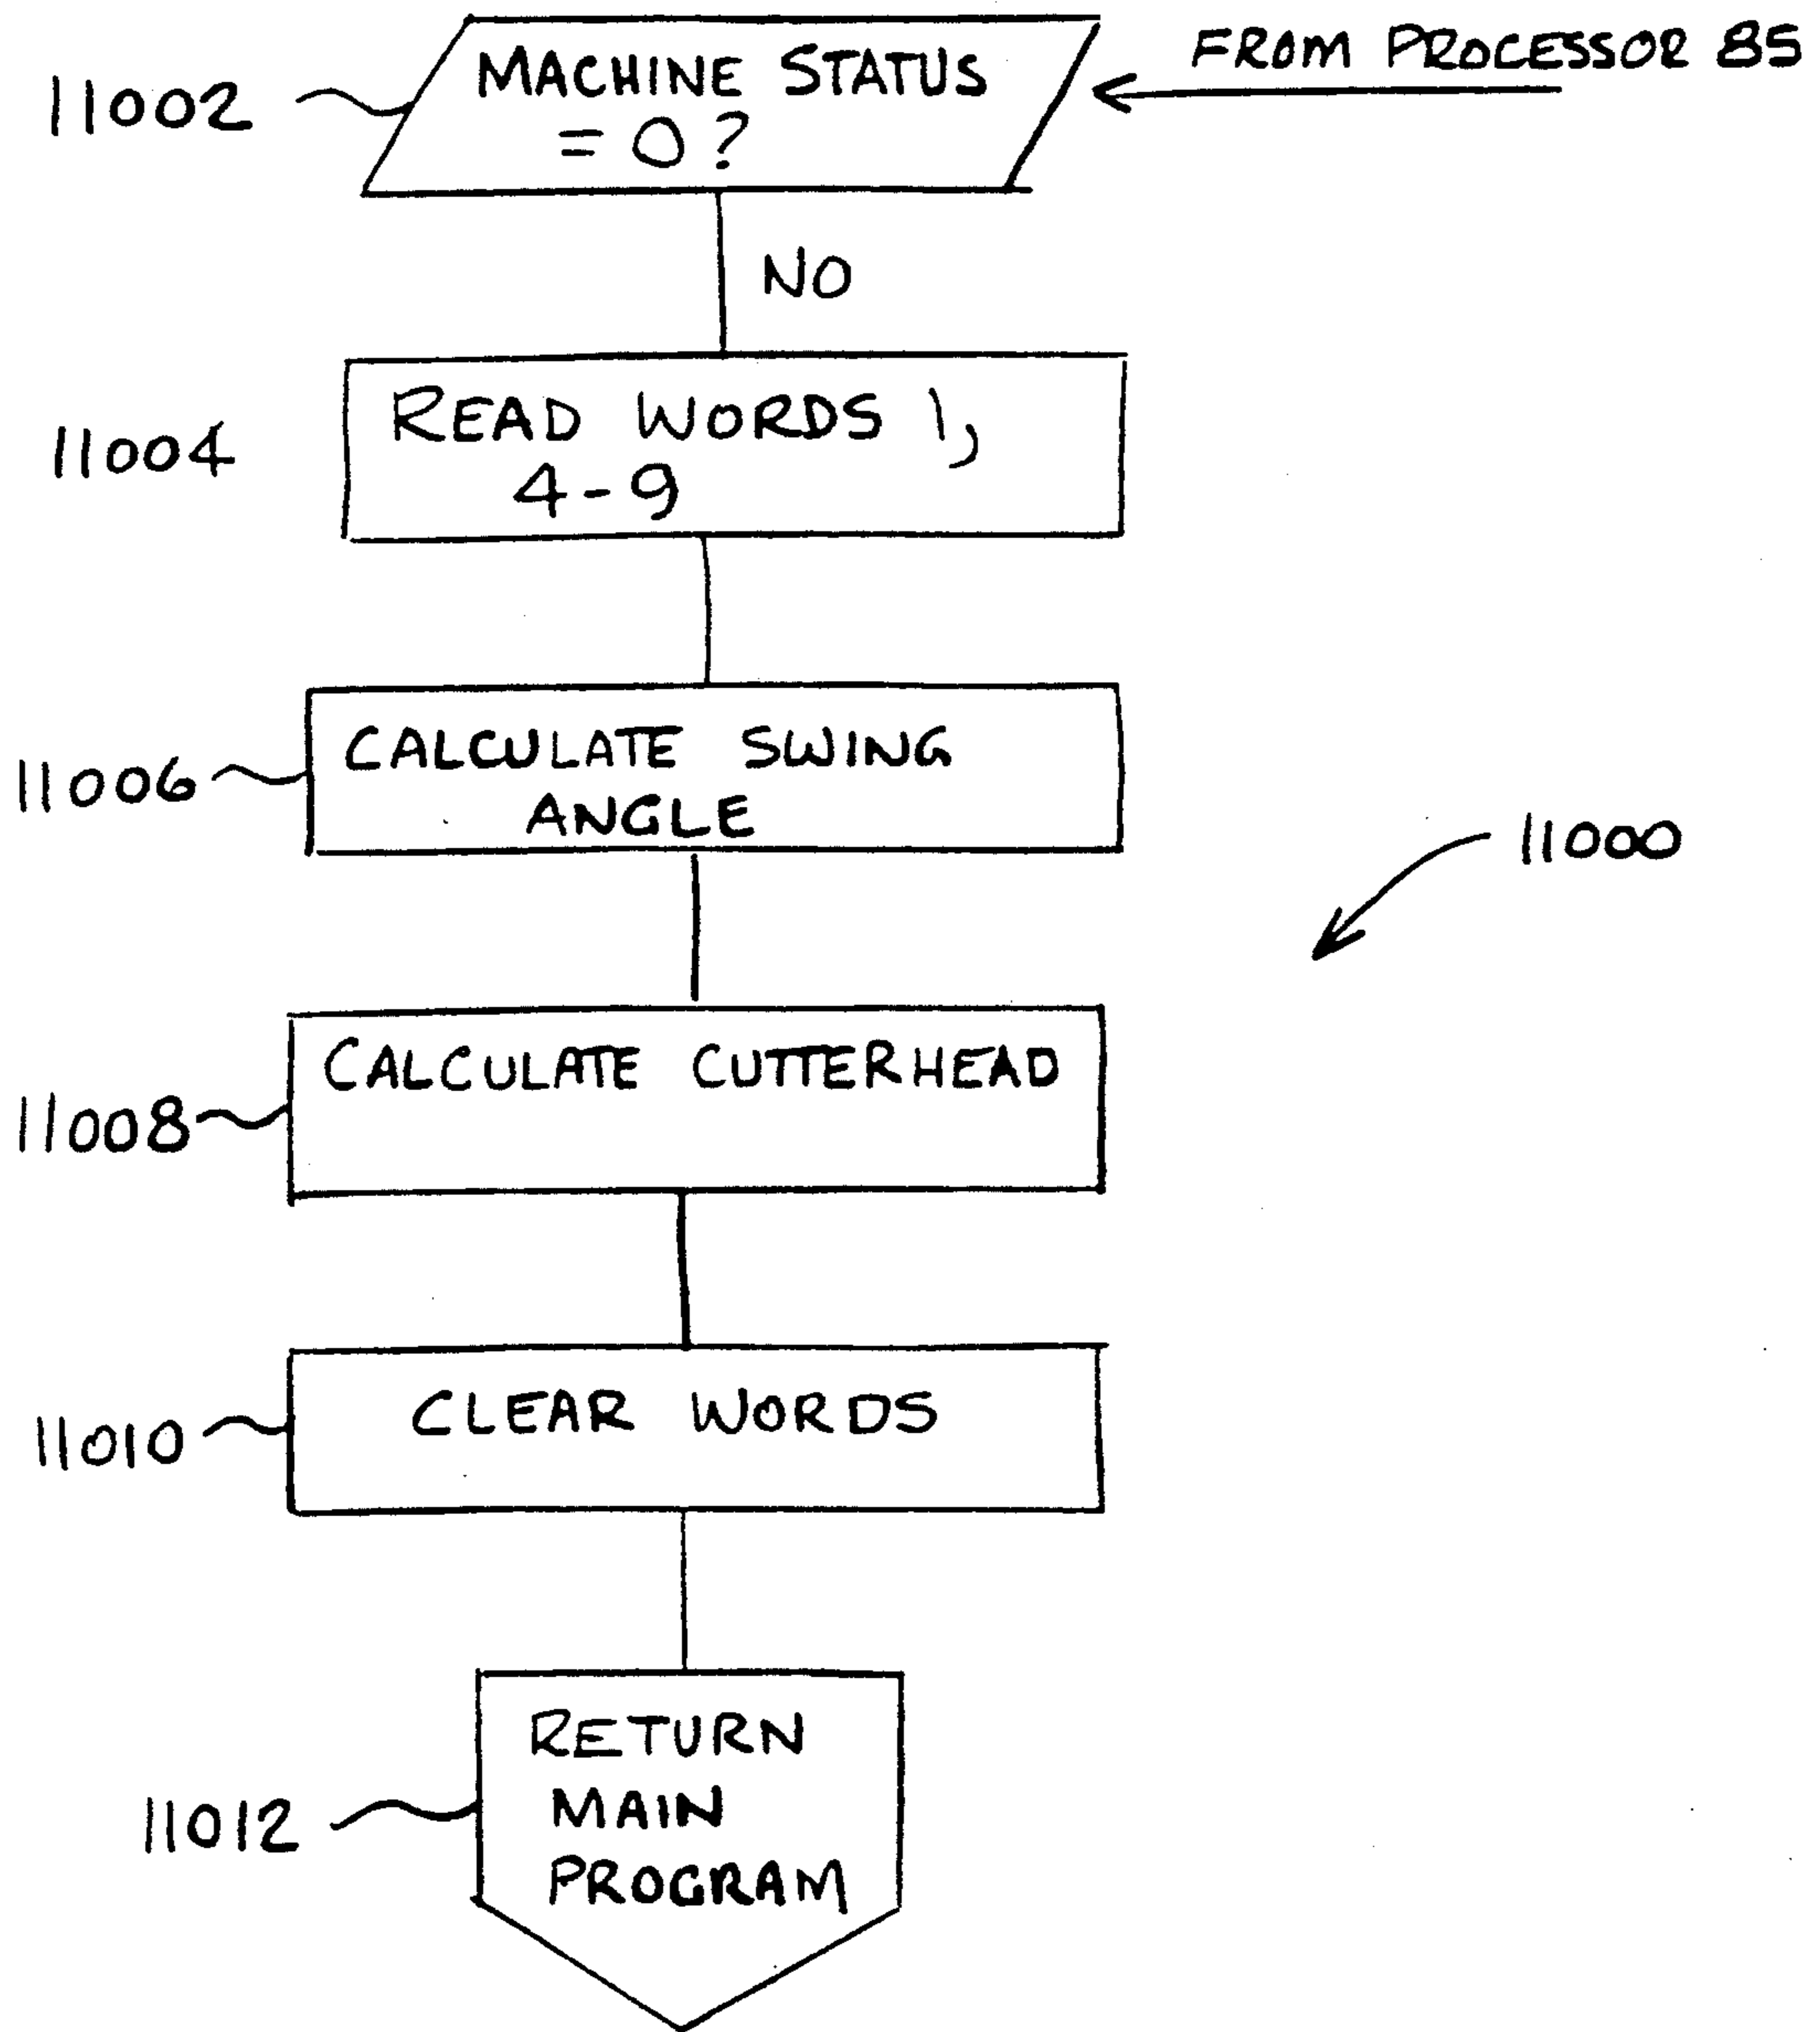 FROM PROCESSOR 85
11002
MACHINE STATUS
= 0 ?
NO
11004
READ WORDS 1,
4-9
11006
CALCULATE SWING
ANGLE
11000
11008
CALCULATE CUTTERHEAD
11010
CLEAR WORDS
11012
RETURN
MAIN
PROGRAM